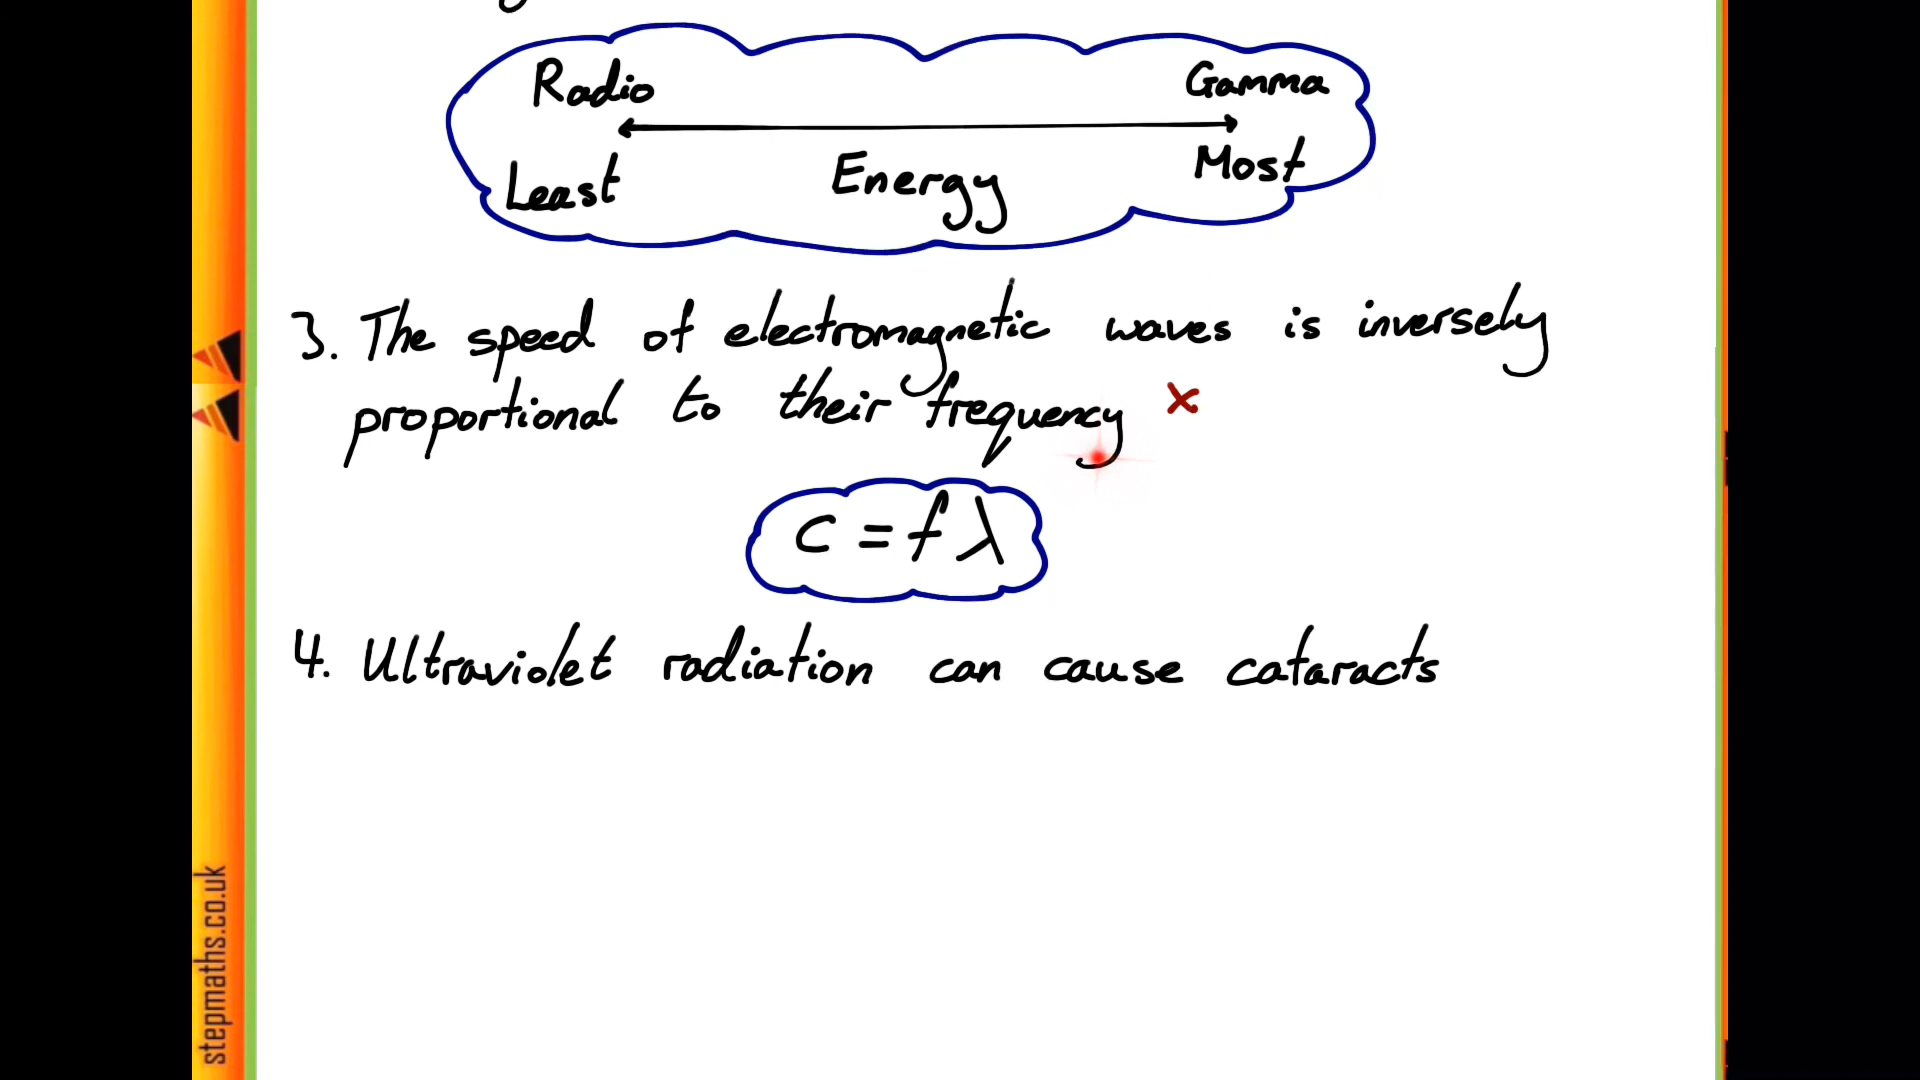 Radio Gamma
Least Energy Most
3. The speed of electromagnetic waves is inversely
proportional to their frequency ×
c = fλ
4. Ultraviolet radiation can cause cataracts
stepmaths.co.uk